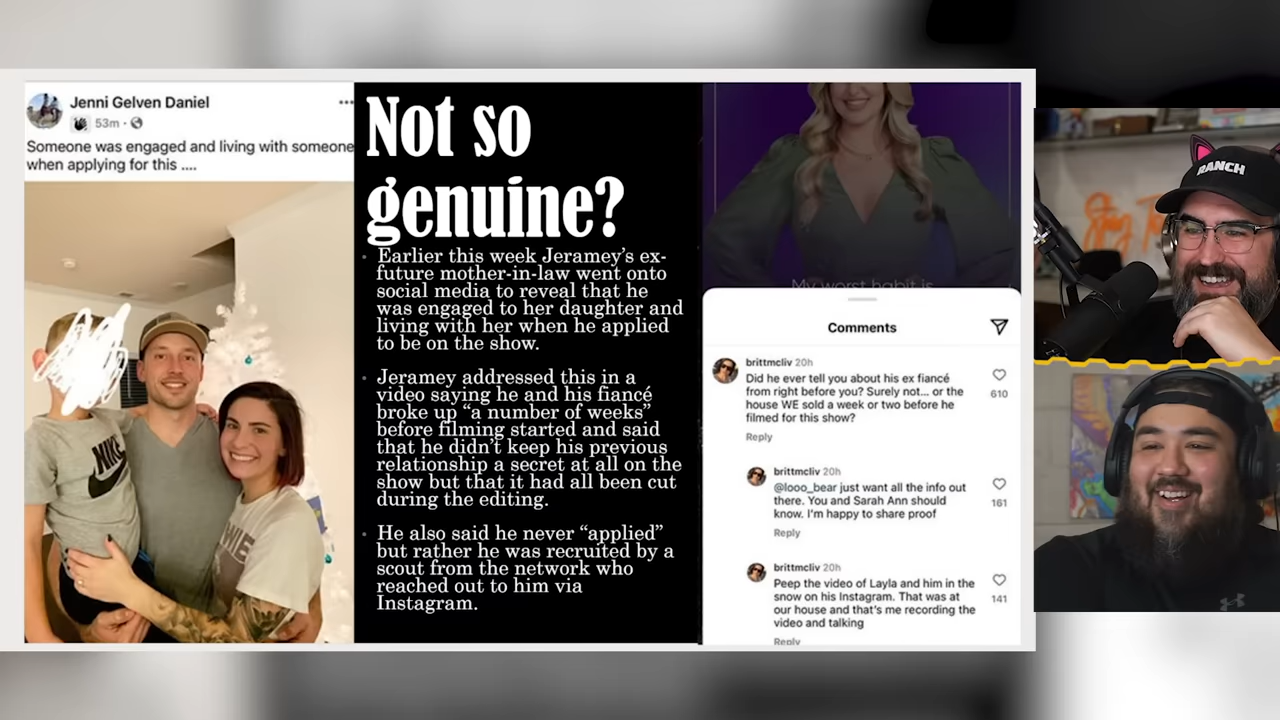 Jenni Gelven Daniel
53m ·
Someone was engaged and living with someone
when applying for this ....
NIKE
Not so
genuine?
Earlier this week Jeramey's ex-
future mother-in-law went onto
social media to reveal that he
was engaged to her daughter and
living with her when he applied
to be on the show.
Jeramey addressed this in a
video saying he and his fiancé
broke up "a number of weeks"
before filming started and said
that he didn't keep his previous
relationship a secret at all on the
show but that it had all been cut
during the editing.
He also said he never "applied"
but rather he was recruited by a
scout from the network who
reached out to him via
Instagram.
My worst habit is
Comments
brittmcliv 20h
Did he ever tell you about his ex fiancé
from right before you? Surely not... or the
house WE sold a week or two before he
filmed for this show?
610
Reply
brittmcliv 20h
@looo_bear just want all the info out
there. You and Sarah Ann should
know. I'm happy to share proof
161
Reply
brittmcliv 20h
Peep the video of Layla and him in the
snow on his Instagram. That was at
our house and that's me recording the
video and talking
141
Reply
RANCH